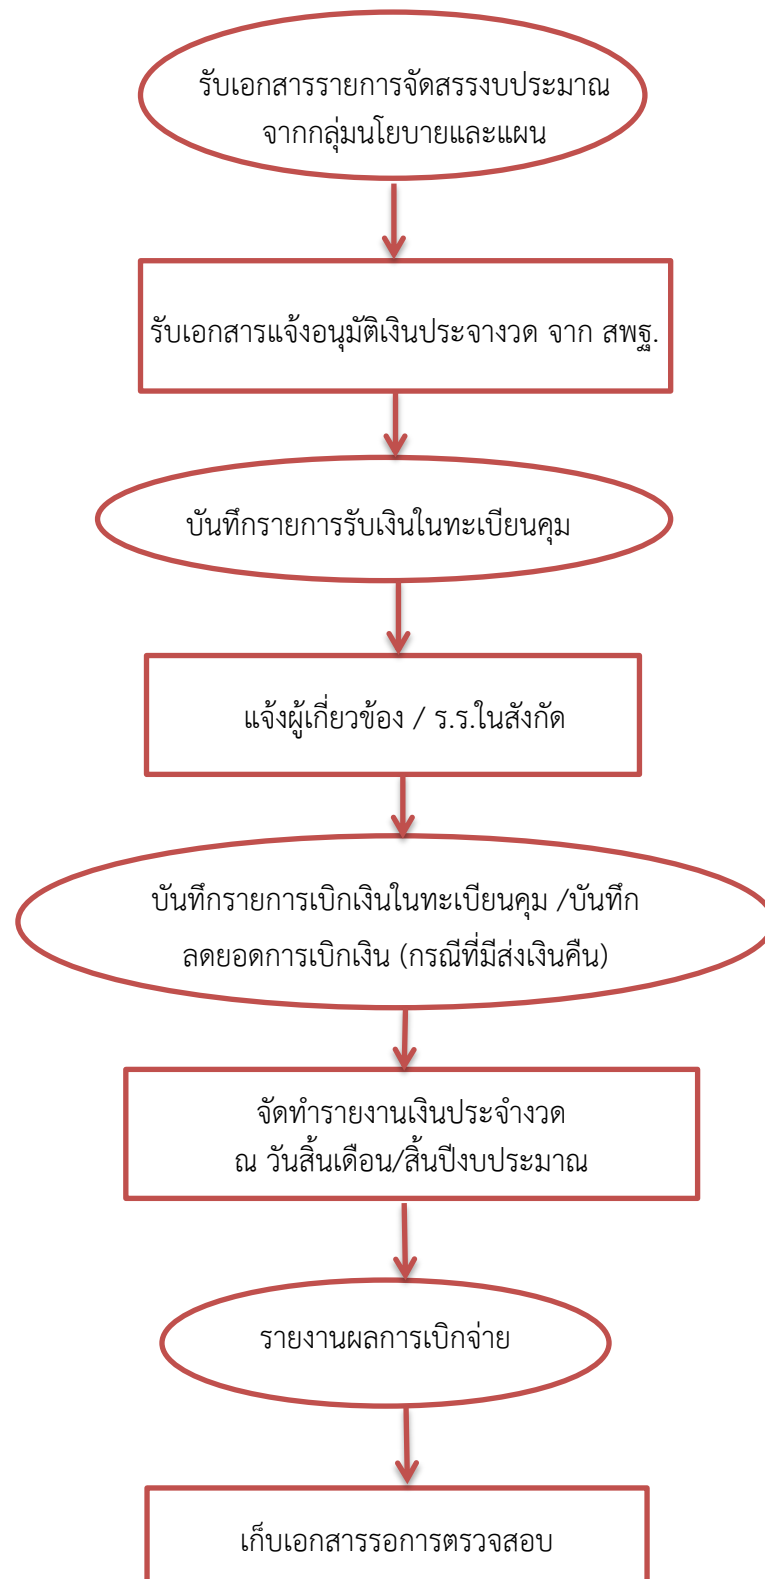 รับเอกสารรายการจัดสรรงบประมาณ
จากกลุ่มนโยบายและแผน
รับเอกสารแจ้งอนุมัติเงินประจางวด จาก สพฐ.
บันทึกรายการรับเงินในทะเบียนคุม
แจ้งผู้เกี่ยวข้อง / ร.ร.ในสังกัด
บันทึกรายการเบิกเงินในทะเบียนคุม /บันทึก
ลดยอดการเบิกเงิน (กรณีที่มีส่งเงินคืน)
จัดทำรายงานเงินประจำงวด
ณ วันสิ้นเดือน/สิ้นปีงบประมาณ
รายงานผลการเบิกจ่าย
เก็บเอกสารรอการตรวจสอบ